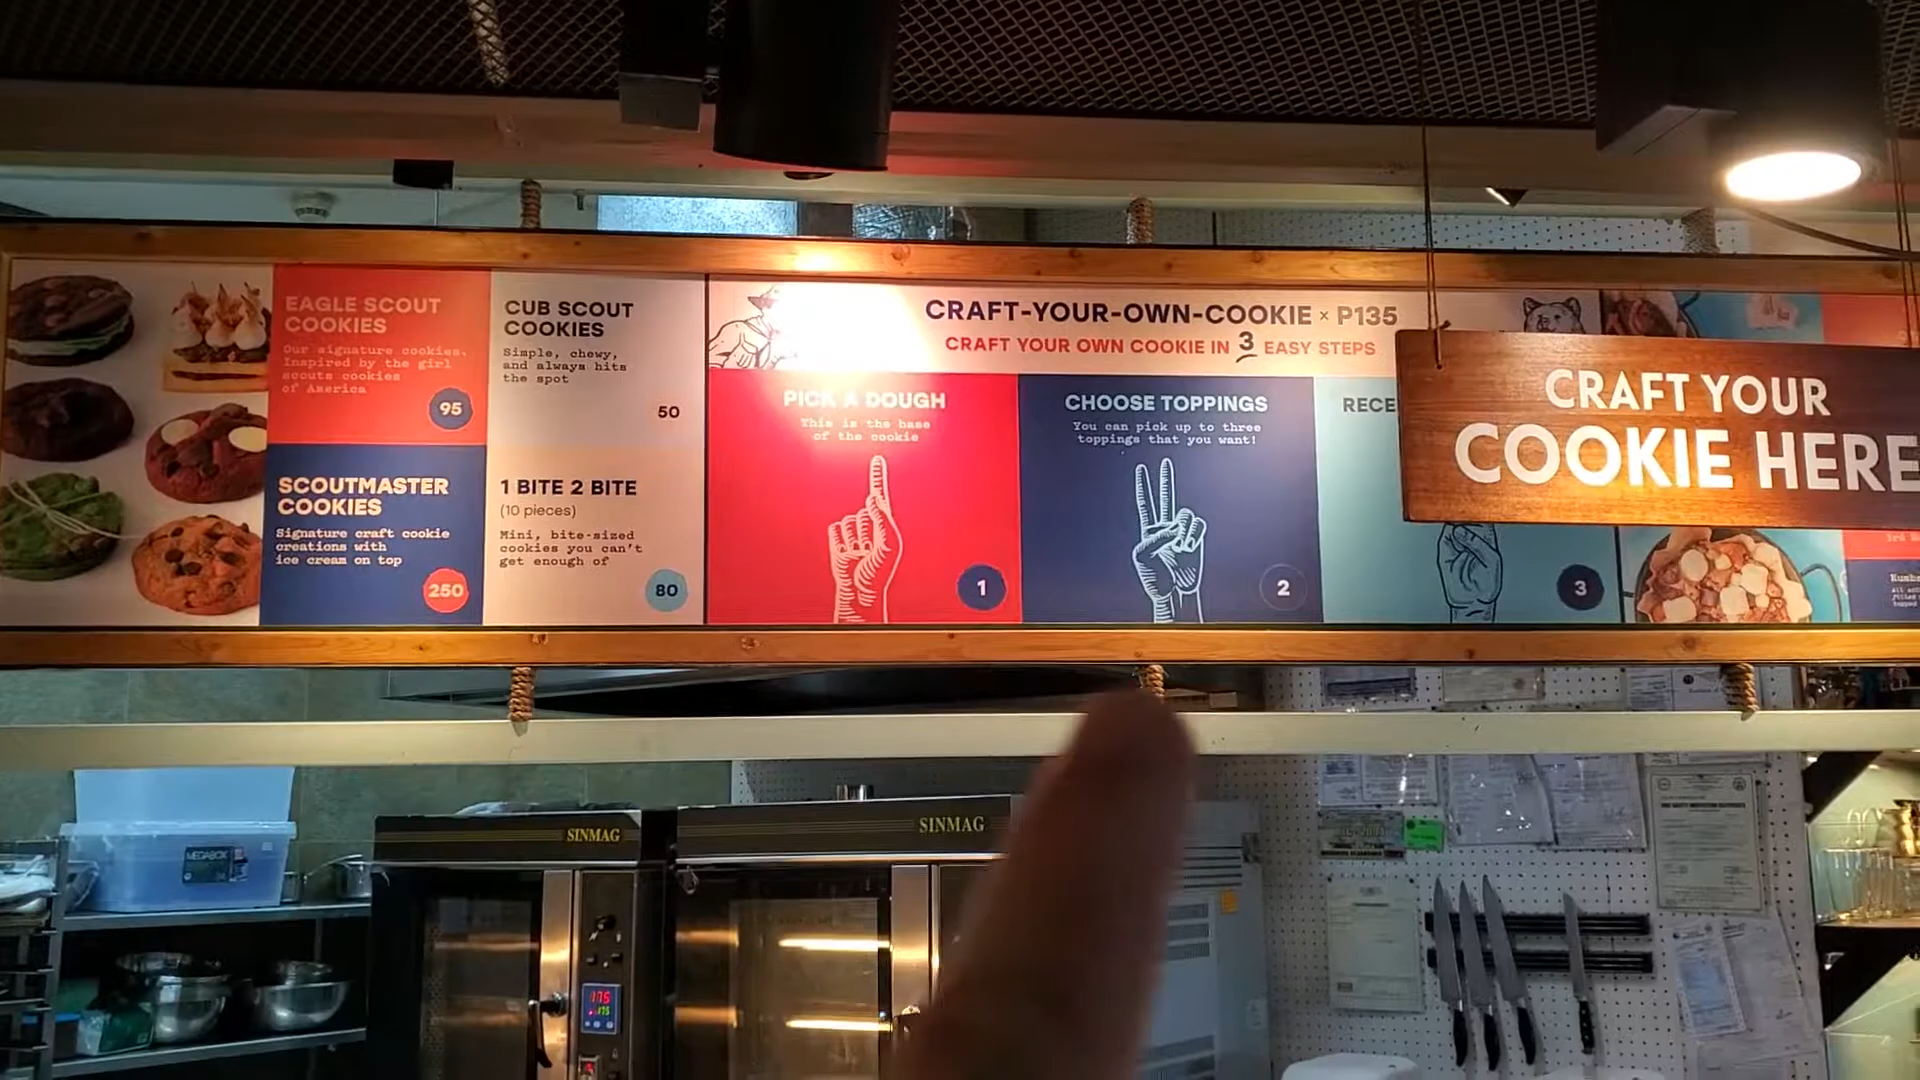 EAGLE SCOUT
COOKIES
Our signature cookies.
Inspired by the girl
scouts cookies
of America
95
SCOUTMASTER
COOKIES
Signature craft cookie
creations with
ice cream on top
250
CUB SCOUT
COOKIES
Simple, chewy,
and always hits
the spot
50
1 BITE 2 BITE
(10 pieces)
Mini, bite-sized
cookies you can't
get enough of
80
CRAFT-YOUR-OWN-COOKIE × P135
CRAFT YOUR OWN COOKIE IN 3 EASY STEPS
PICK A DOUGH
This is the base
of the cookie
1
CHOOSE TOPPINGS
You can pick up to three
toppings that you want!
2
RECE
3
CRAFT YOUR
COOKIE HERE
SINMAG
SINMAG
MEGABOX
175
175